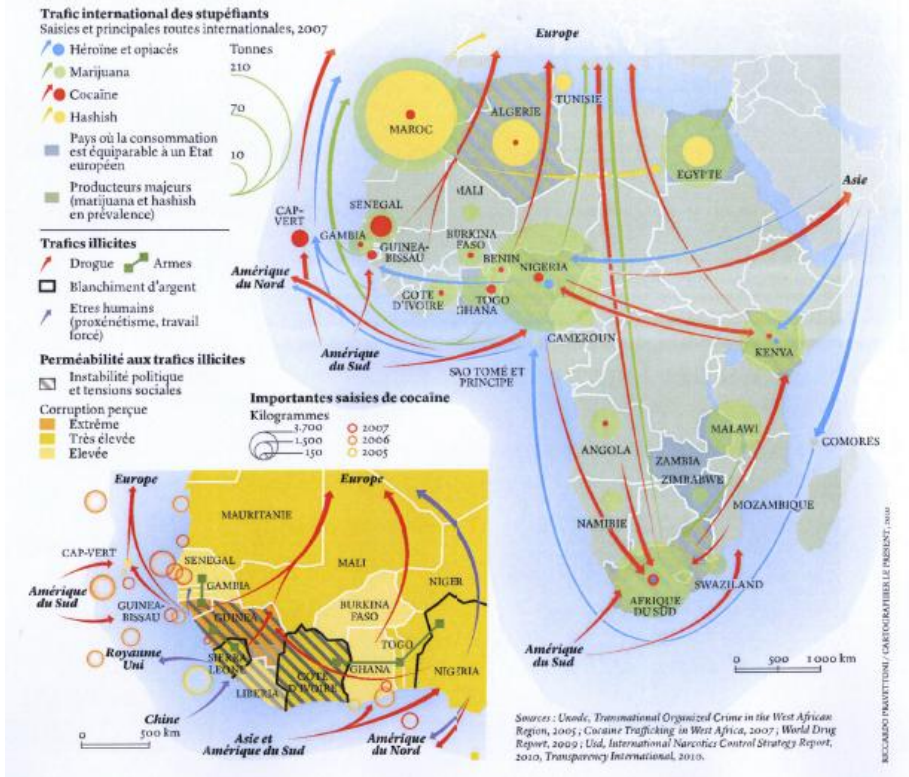 Trafic international des stupéfiants
Saisies et principales routes internationales, 2007
Héroïne et opiacés
Marijuana
Cocaïne
Hashish
Pays où la consommation
est équiparable à un Etat
européen
Producteurs majeurs
(marijuana et hashish
en prévalence)
Tonnes
210
70
10
Trafics illicites
Drogue
Armes
Blanchiment d'argent
Etres humains
(proxénétisme, travail
forcé)
Perméabilité aux trafics illicites
Instabilité politique
et tensions sociales
Corruption perçue
Extrême
Très élevée
Elevée
Importantes saisies de cocaïne
Kilogrammes
3.700
1.500
150
2007
2006
2005
Europe
TUNISIE
ALGERIE
MAROC
EGYPTE
Asie
MALI
CAP-
VERT
SENEGAL
GAMBIA
GUINEA-
BISSAU
BURKINA
FASO
BENIN
NIGERIA
Amérique
du Nord
COTE
D'IVOIRE
TOGO
GHANA
CAMEROUN
KENYA
Amérique
du Sud
SAO TOMÉ ET
PRINCIPE
ANGOLA
MALAWI
COMORES
ZAMBIA
ZIMBABWE
MOZAMBIQUE
NAMIBIE
SWAZILAND
AFRIQUE
DU SUD
Amérique
du Sud
0 500 1 000 km
Europe
Europe
MAURITANIE
CAP-VERT
SENEGAL
GAMBIA
MALI
NIGER
Amérique
du Sud
GUINEA-
BISSAU
GUINEA
BURKINA
FASO
TOGO
Royaume
Uni
SIERRA
LEONE
LIBERIA
COTE
D'IVOIRE
GHANA
NIGERIA
Chine
0 500 km
Asie et
Amérique du Sud
Amérique
du Nord
Sources : Unodc, Transnational Organized Crime in the West African
Region, 2005 ; Cocaine Trafficking in West Africa, 2007 ; World Drug
Report, 2009 ; Usd, International Narcotics Control Strategy Report,
2010, Transparency International, 2010.
RICCARDO PRAVETTONI / CARTOGRAPHIER LE PRESENT, 2010